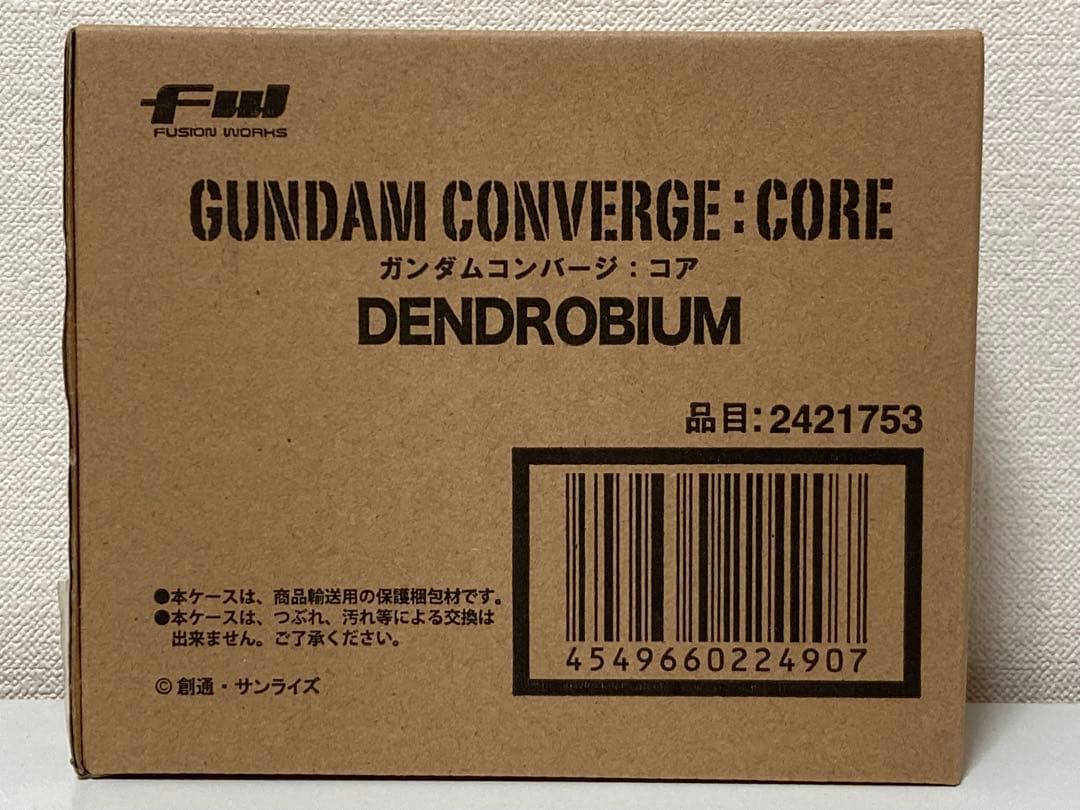 FW
FUSION WORKS
GUNDAM CONVERGE:CORE
ガンダムコンバージ:コア
DENDROBIUM
品目:2421753
●本ケースは、商品輸送用の保護梱包材です。
●本ケースは、つぶれ、汚れ等による交換は
出来ません。ご了承ください。
©創通・サンライズ
4549660224907